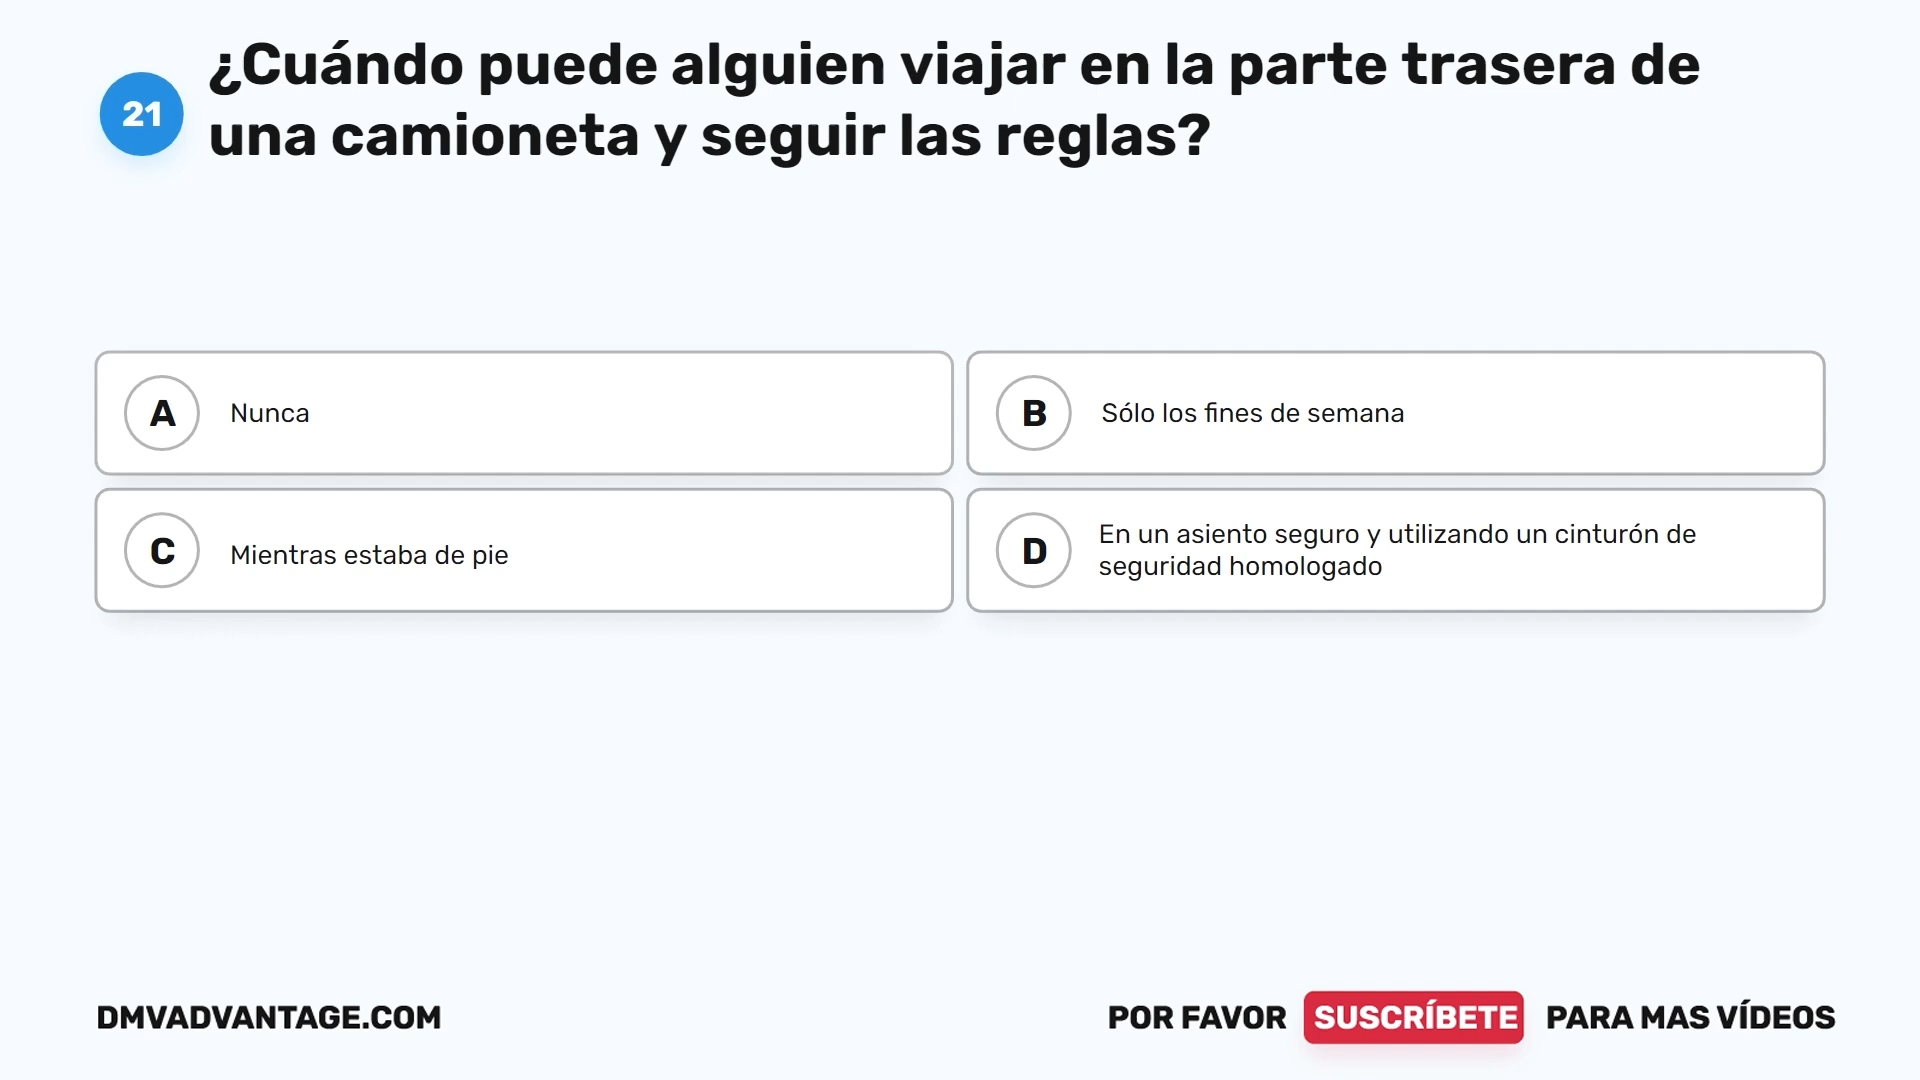 21
¿Cuándo puede alguien viajar en la parte trasera de
una camioneta y seguir las reglas?
A
Nunca
B
Sólo los fines de semana
C
Mientras estaba de pie
D
En un asiento seguro y utilizando un cinturón de
seguridad homologado
DMVADVANTAGE.COM
POR FAVOR SUSCRÍBETE PARA MAS VÍDEOS